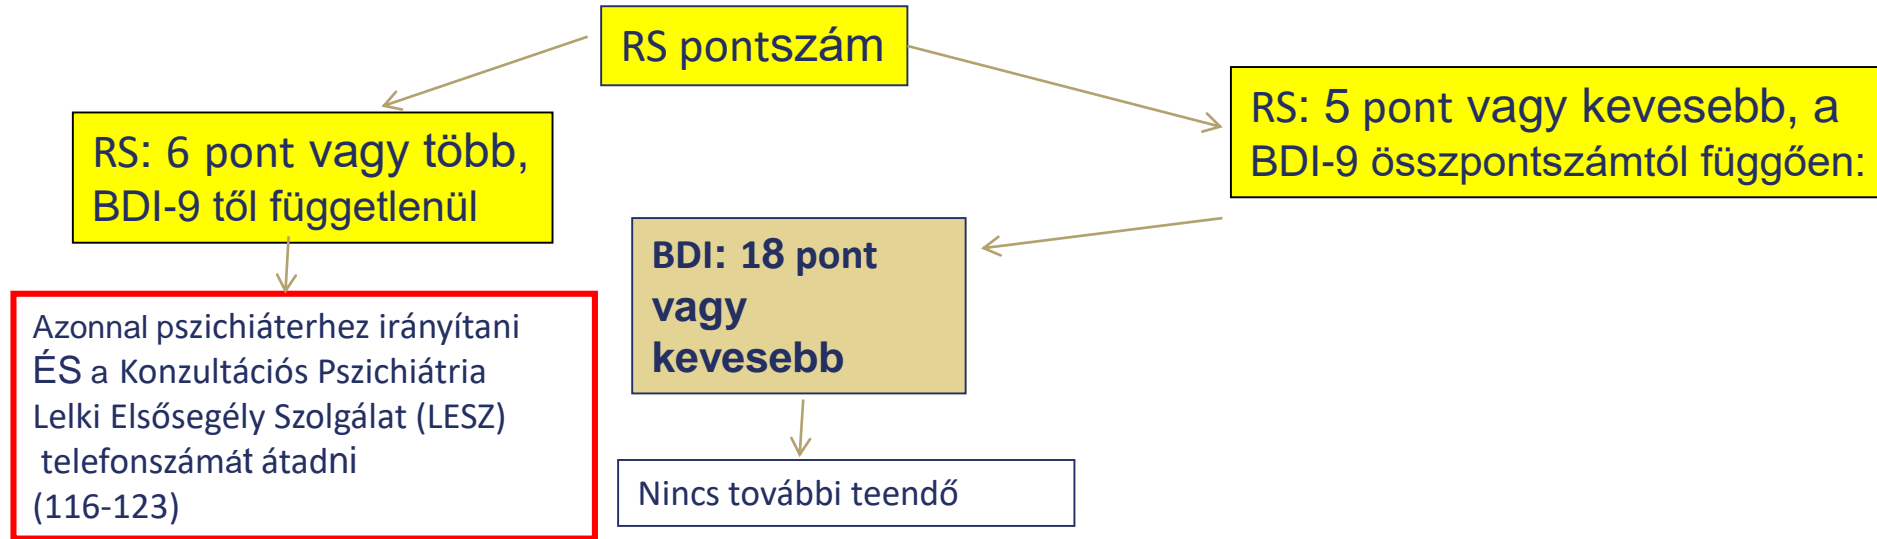 RS pontszám
RS: 6 pont vagy több,
BDI-9 től függetlenül
RS: 5 pont vagy kevesebb, a
BDI-9 összpontszámtól függően:
Azonnal pszichiáterhez irányítani
ÉS a Konzultációs Pszichiátria
Lelki Elsősegély Szolgálat (LESZ)
telefonszámát átadni
(116-123)
BDI: 18 pont
vagy
kevesebb
Nincs további teendő